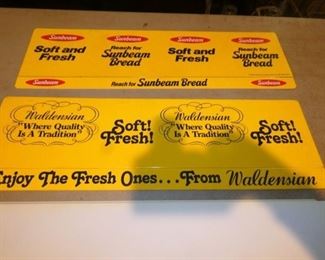 Sunbeam Sunbeam Sunbeam Sunbeam
Soft and Fresh
Reach for Sunbeam Bread
Soft and Fresh
Reach for Sunbeam Bread
Sunbeam Reach for Sunbeam Bread Sunbeam
Waldensian
"Where Quality
Is A Tradition"
Soft!
Fresh!
Waldensian
"Where Quality
Is A Tradition"
Soft!
Fresh!
Enjoy The Fresh Ones...From Waldensian